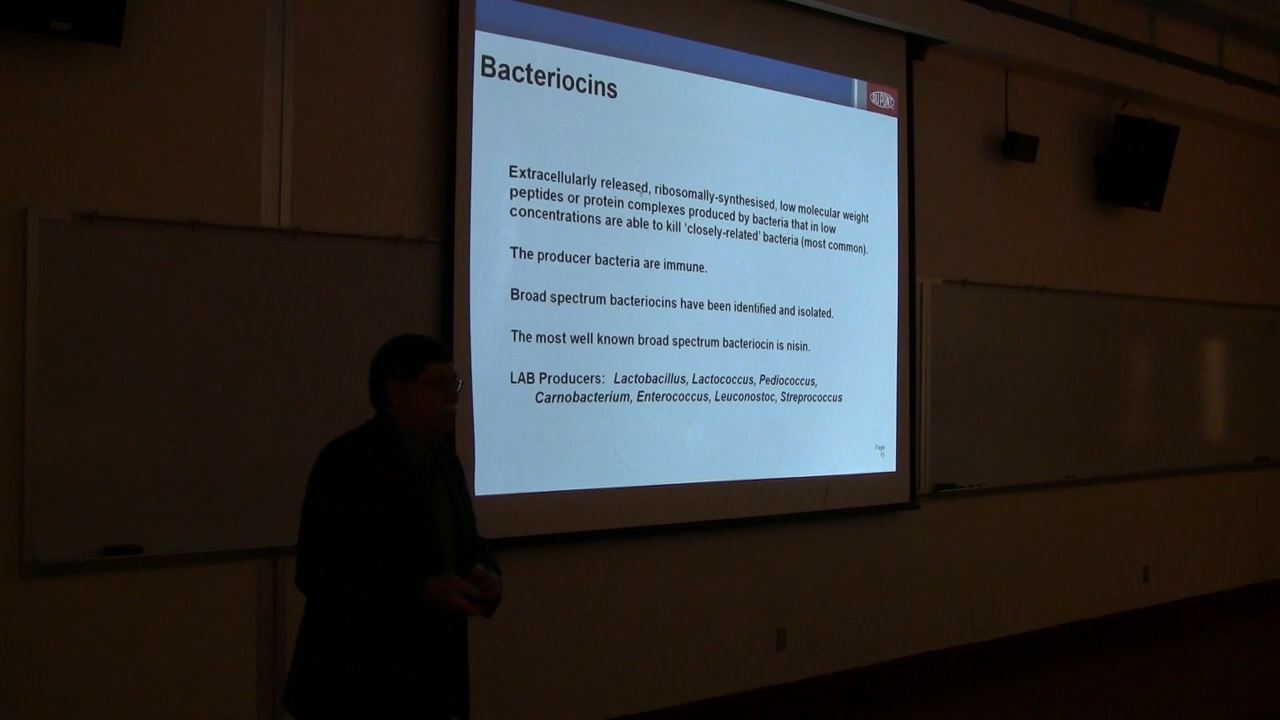 Bacteriocins
DU PONT
Extracellularly released, ribosomally-synthesised, low molecular weight
peptides or protein complexes produced by bacteria that in low
concentrations are able to kill 'closely-related' bacteria (most common).
The producer bacteria are immune.
Broad spectrum bacteriocins have been identified and isolated.
The most well known broad spectrum bacteriocin is nisin.
LAB Producers: Lactobacillus, Lactococcus, Pediococcus,
Carnobacterium, Enterococcus, Leuconostoc, Streprococcus
Page